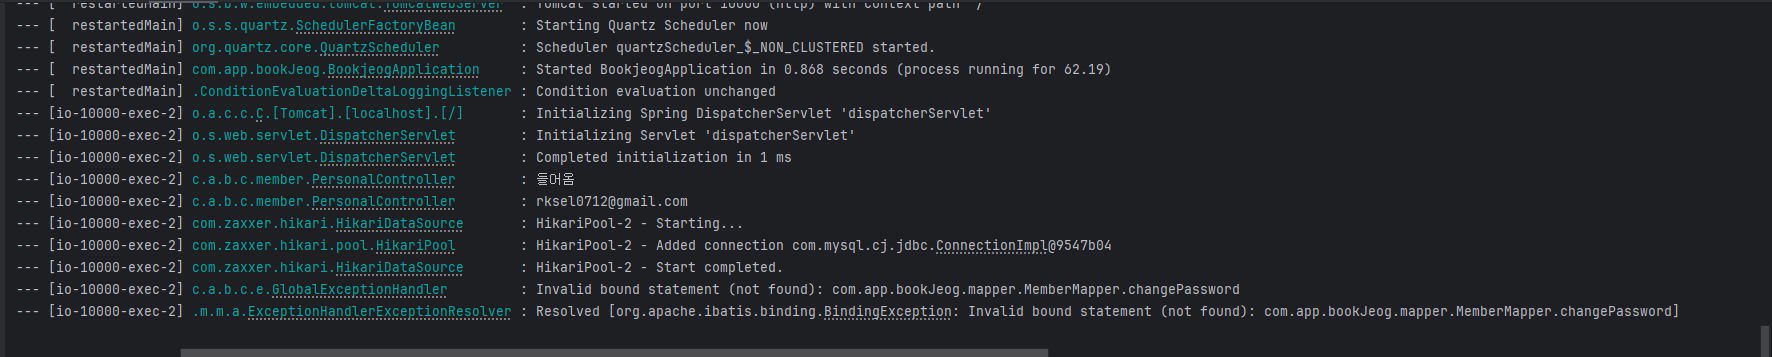 --- [  restartedMain] o.s.b.w.embedded.tomcat.TomcatWebServer  : Tomcat started on port 10000 (http) with context path '/'
--- [  restartedMain] o.s.s.quartz.SchedulerFactoryBean        : Starting Quartz Scheduler now
--- [  restartedMain] org.quartz.core.QuartzScheduler          : Scheduler quartzScheduler_$_NON_CLUSTERED started.
--- [  restartedMain] com.app.bookJeog.BookjeogApplication     : Started BookjeogApplication in 0.868 seconds (process running for 62.19)
--- [  restartedMain] .ConditionEvaluationDeltaLoggingListener : Condition evaluation unchanged
--- [io-10000-exec-2] o.a.c.c.C.[Tomcat].[localhost].[/]       : Initializing Spring DispatcherServlet 'dispatcherServlet'
--- [io-10000-exec-2] o.s.web.servlet.DispatcherServlet        : Initializing Servlet 'dispatcherServlet'
--- [io-10000-exec-2] o.s.web.servlet.DispatcherServlet        : Completed initialization in 1 ms
--- [io-10000-exec-2] c.a.b.c.member.PersonalController        : 들어옴
--- [io-10000-exec-2] c.a.b.c.member.PersonalController        : rksel0712@gmail.com
--- [io-10000-exec-2] com.zaxxer.hikari.HikariDataSource       : HikariPool-2 - Starting...
--- [io-10000-exec-2] com.zaxxer.hikari.pool.HikariPool        : HikariPool-2 - Added connection com.mysql.cj.jdbc.ConnectionImpl@9547b04
--- [io-10000-exec-2] com.zaxxer.hikari.HikariDataSource       : HikariPool-2 - Start completed.
--- [io-10000-exec-2] c.a.b.c.e.GlobalExceptionHandler         : Invalid bound statement (not found): com.app.bookJeog.mapper.MemberMapper.changePassword
--- [io-10000-exec-2] .m.m.a.ExceptionHandlerExceptionResolver : Resolved [org.apache.ibatis.binding.BindingException: Invalid bound statement (not found): com.app.bookJeog.mapper.MemberMapper.changePassword]